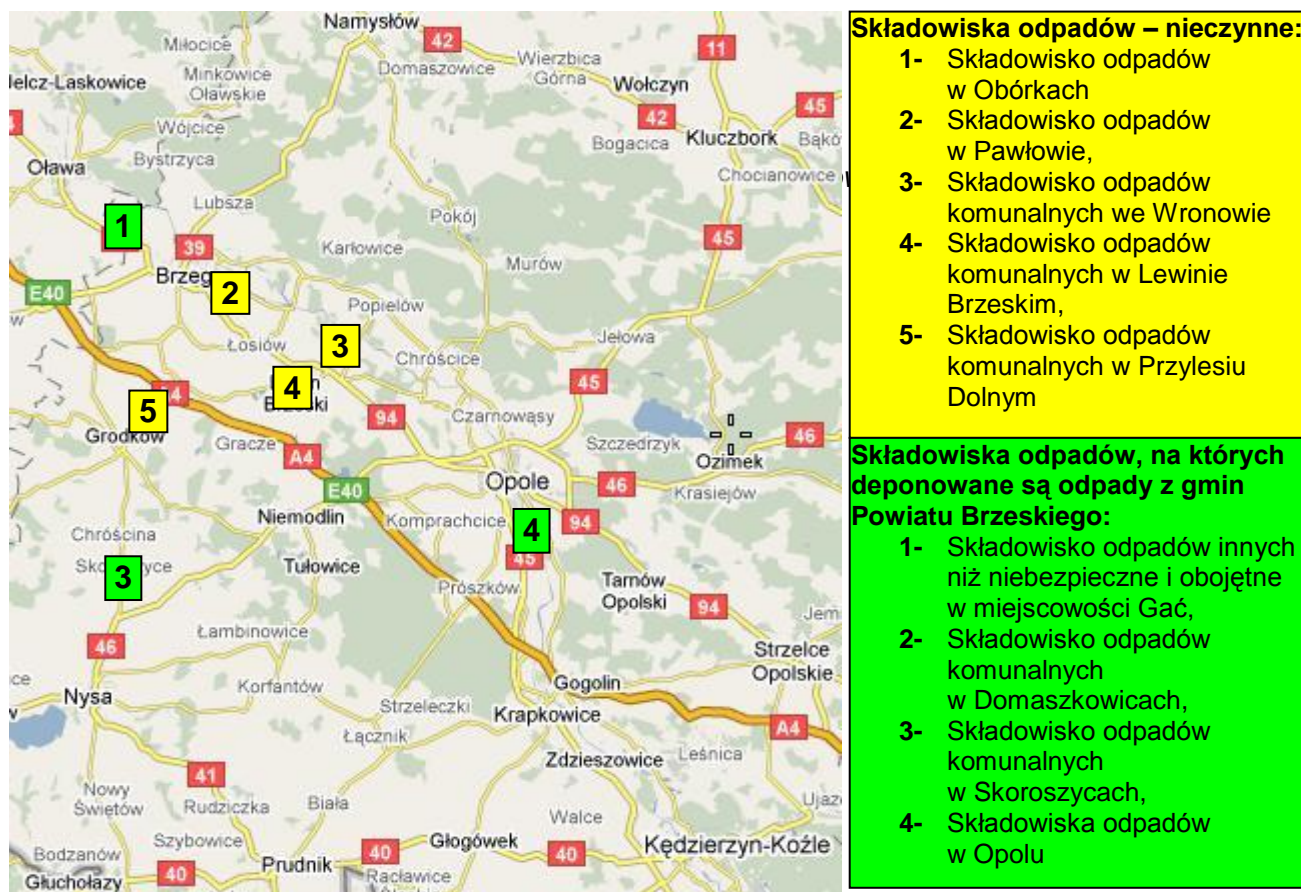 Namysłów
42
11
Miłocice
Domaszowice
Wierzbica
Górna
Minkowice
Oławskie
Jelcz-Laskowice
Wołczyn
45
Wójcice
42
Bogacica
Kluczbork
Bąkó
Bystrzyca
Oława
Chocianowice
Lubsza
1
39
Pokój
45
Karłowice
Brzeg
Murów
E40
2
Popielów
Łosiów
3
Jełowa
Chróścice
4
Brzeski
45
5
94
Czarnowąsy
Grodków
Gracze
Szczedrzyk
46
A4
Ozimek
Opole
46
E40
Krasiejów
Niemodlin
Komprachcice
4
94
Chróścina
45
3
Tułowice
Prószków
Tarnów
Opolski
94
Jem
Łambinowice
46
Strzelce
Opolskie
Nysa
Korfantów
Gogolin
Strzeleczki
Krapkowice
A4
Łącznik
Zdzieszowice
Leśnica
41
Nowy
Świętów
Rudziczka
Biała
Ujaz
Walce
Szybowice
Głogówek
Kędzierzyn-Koźle
Bodzanów
40
40
Prudnik
40
Racławice
Głuchołazy
Składowiska odpadów – nieczynne:
1- Składowisko odpadów
w Obórkach
2- Składowisko odpadów
w Pawłowie,
3- Składowisko odpadów
komunalnych we Wronowie
4- Składowisko odpadów
komunalnych w Lewinie
Brzeskim,
5- Składowisko odpadów
komunalnych w Przylesiu
Dolnym
Składowiska odpadów, na których
deponowane są odpady z gmin
Powiatu Brzeskiego:
1- Składowisko odpadów innych
niż niebezpieczne i obojętne
w miejscowości Gać,
2- Składowisko odpadów
komunalnych
w Domaszkowicach,
3- Składowisko odpadów
komunalnych
w Skoroszycach,
4- Składowiska odpadów
w Opolu